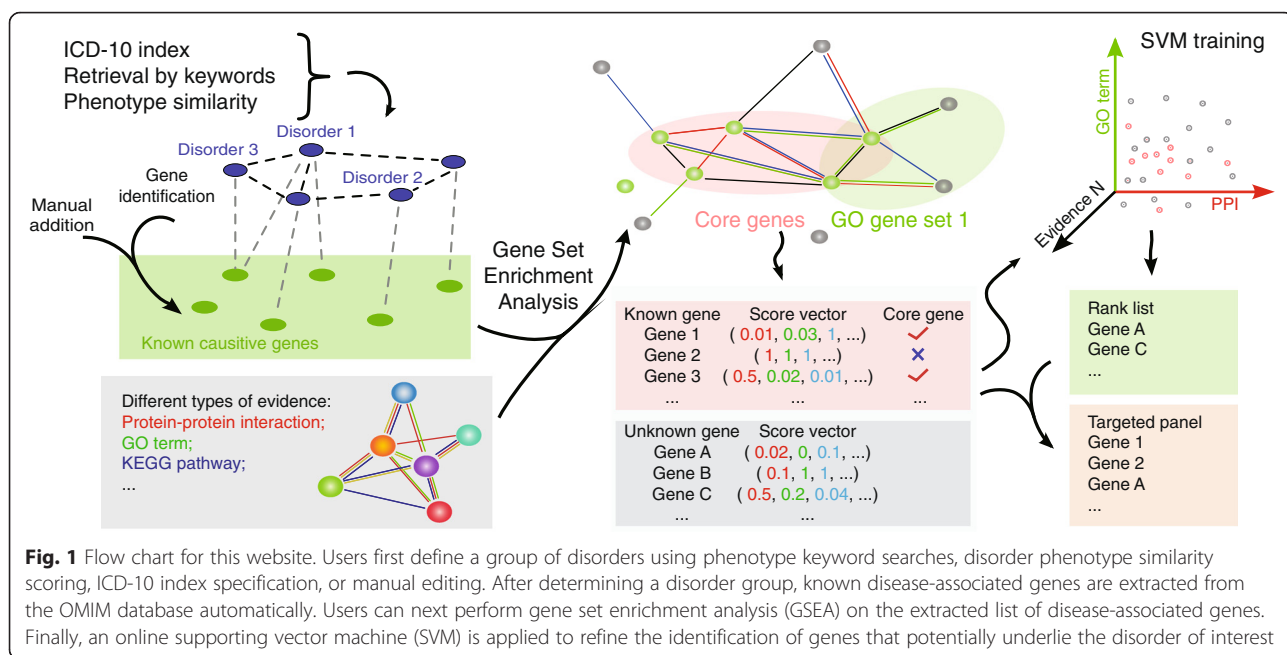 ICD-10 index
Retrieval by keywords
Phenotype similarity
Disorder 1
Disorder 3
Disorder 2
Gene
identification
Manual
addition
Known causitive genes
Different types of evidence:
Protein-protein interaction;
GO term;
KEGG pathway;
...
Gene Set
Enrichment
Analysis
Core genes
GO gene set 1
Known gene Score vector Core gene
Gene 1 ( 0.01, 0.03, 1, ...) ✓
Gene 2 ( 1, 1, 1, ...) ×
Gene 3 ( 0.5, 0.02, 0.01, ...) ✓
... ... ...
Unknown gene Score vector
Gene A ( 0.02, 0, 0.1, ...)
Gene B ( 0.1, 1, 1, ...)
Gene C ( 0.5, 0.2, 0.04, ...)
... ...
SVM training
GO term
PPI
Evidence N
Rank list
Gene A
Gene C
...
Targeted panel
Gene 1
Gene 2
Gene A
...
Fig. 1 Flow chart for this website. Users first define a group of disorders using phenotype keyword searches, disorder phenotype similarity
scoring, ICD-10 index specification, or manual editing. After determining a disorder group, known disease-associated genes are extracted from
the OMIM database automatically. Users can next perform gene set enrichment analysis (GSEA) on the extracted list of disease-associated genes.
Finally, an online supporting vector machine (SVM) is applied to refine the identification of genes that potentially underlie the disorder of interest